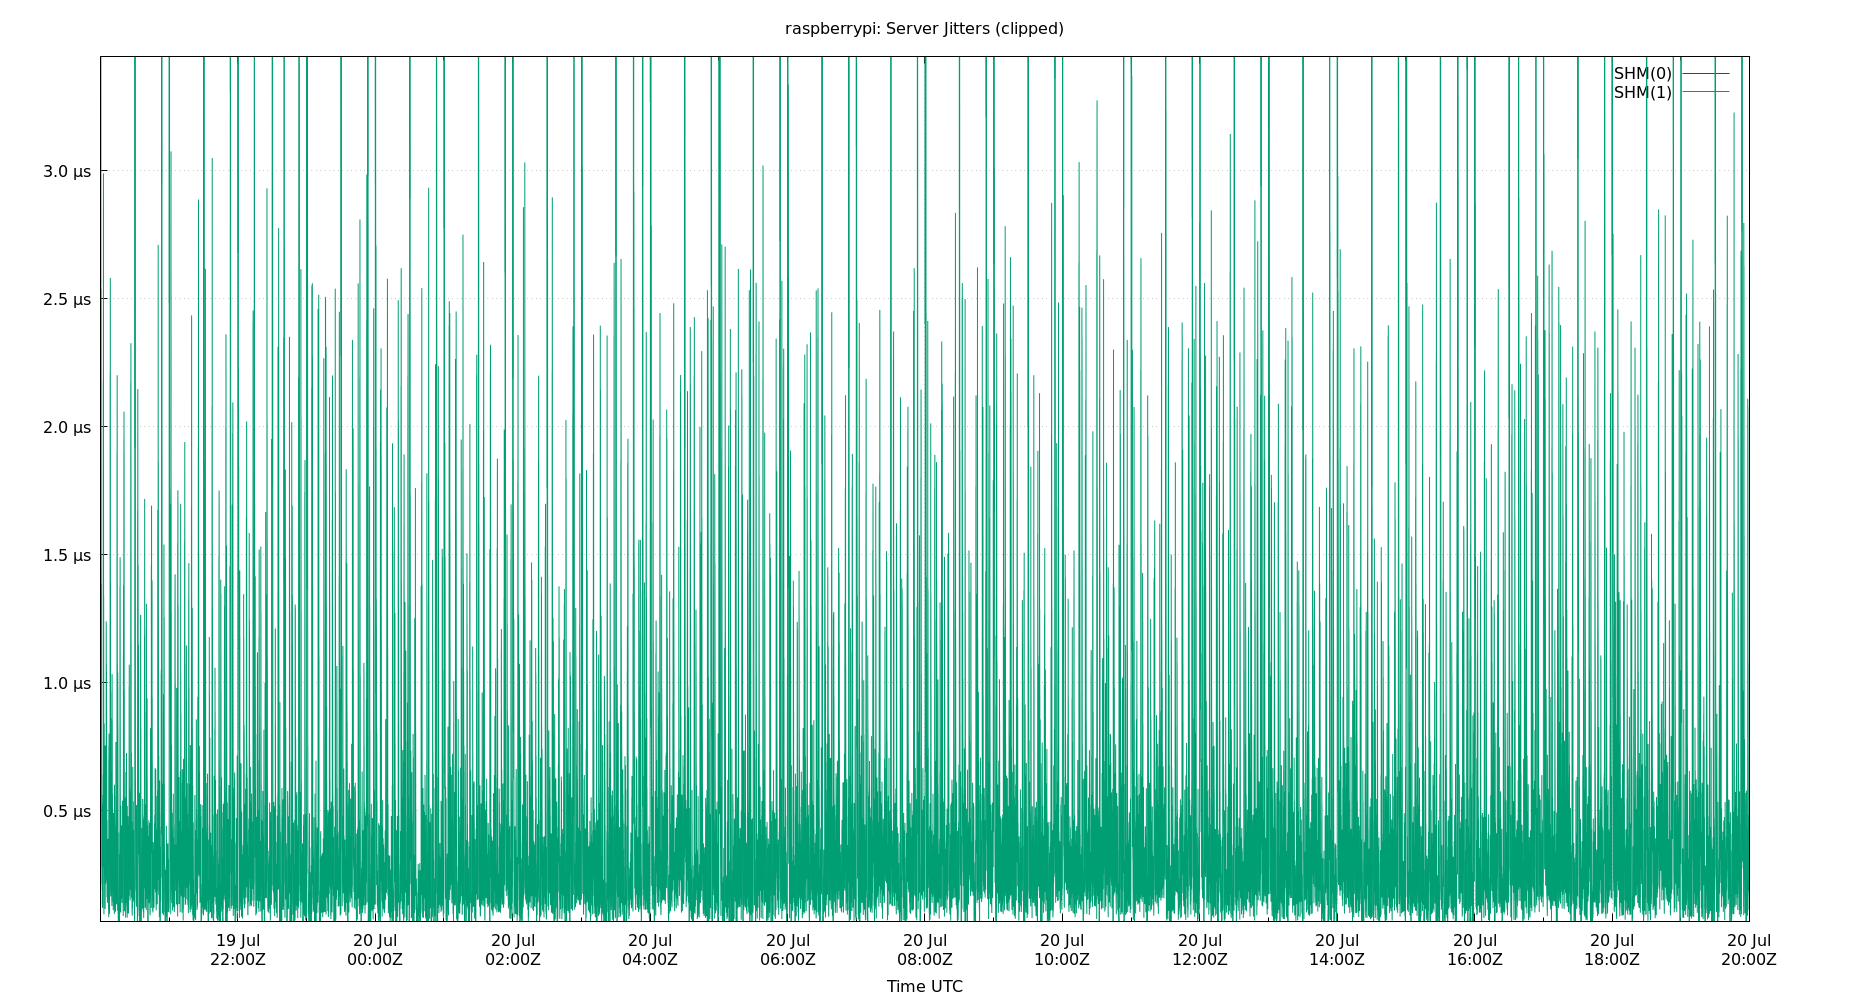 raspberrypi: Server Jitters (clipped)
SHM(0)
SHM(1)
3.0 µs
2.5 µs
2.0 µs
1.5 µs
1.0 µs
0.5 µs
19 Jul 20 Jul 20 Jul 20 Jul 20 Jul 20 Jul 20 Jul 20 Jul 20 Jul 20 Jul 20 Jul 20 Jul
22:00Z 00:00Z 02:00Z 04:00Z 06:00Z 08:00Z 10:00Z 12:00Z 14:00Z 16:00Z 18:00Z 20:00Z
Time UTC